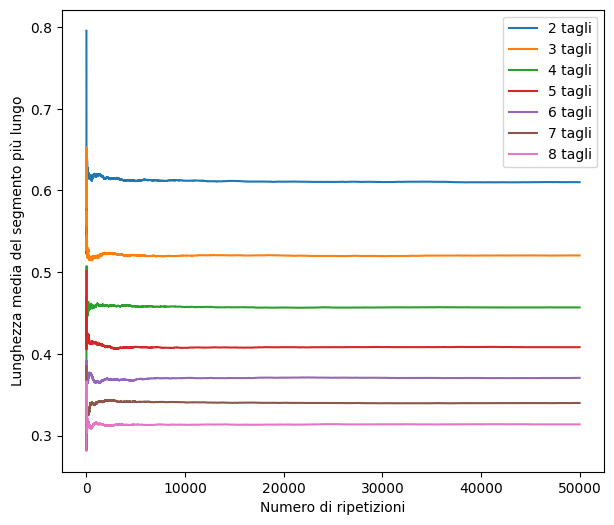 0.8
0.7
0.6
0.5
0.4
0.3
Lunghezza media del segmento più lungo
2 tagli
3 tagli
4 tagli
5 tagli
6 tagli
7 tagli
8 tagli
0
10000
20000
30000
40000
50000
Numero di ripetizioni